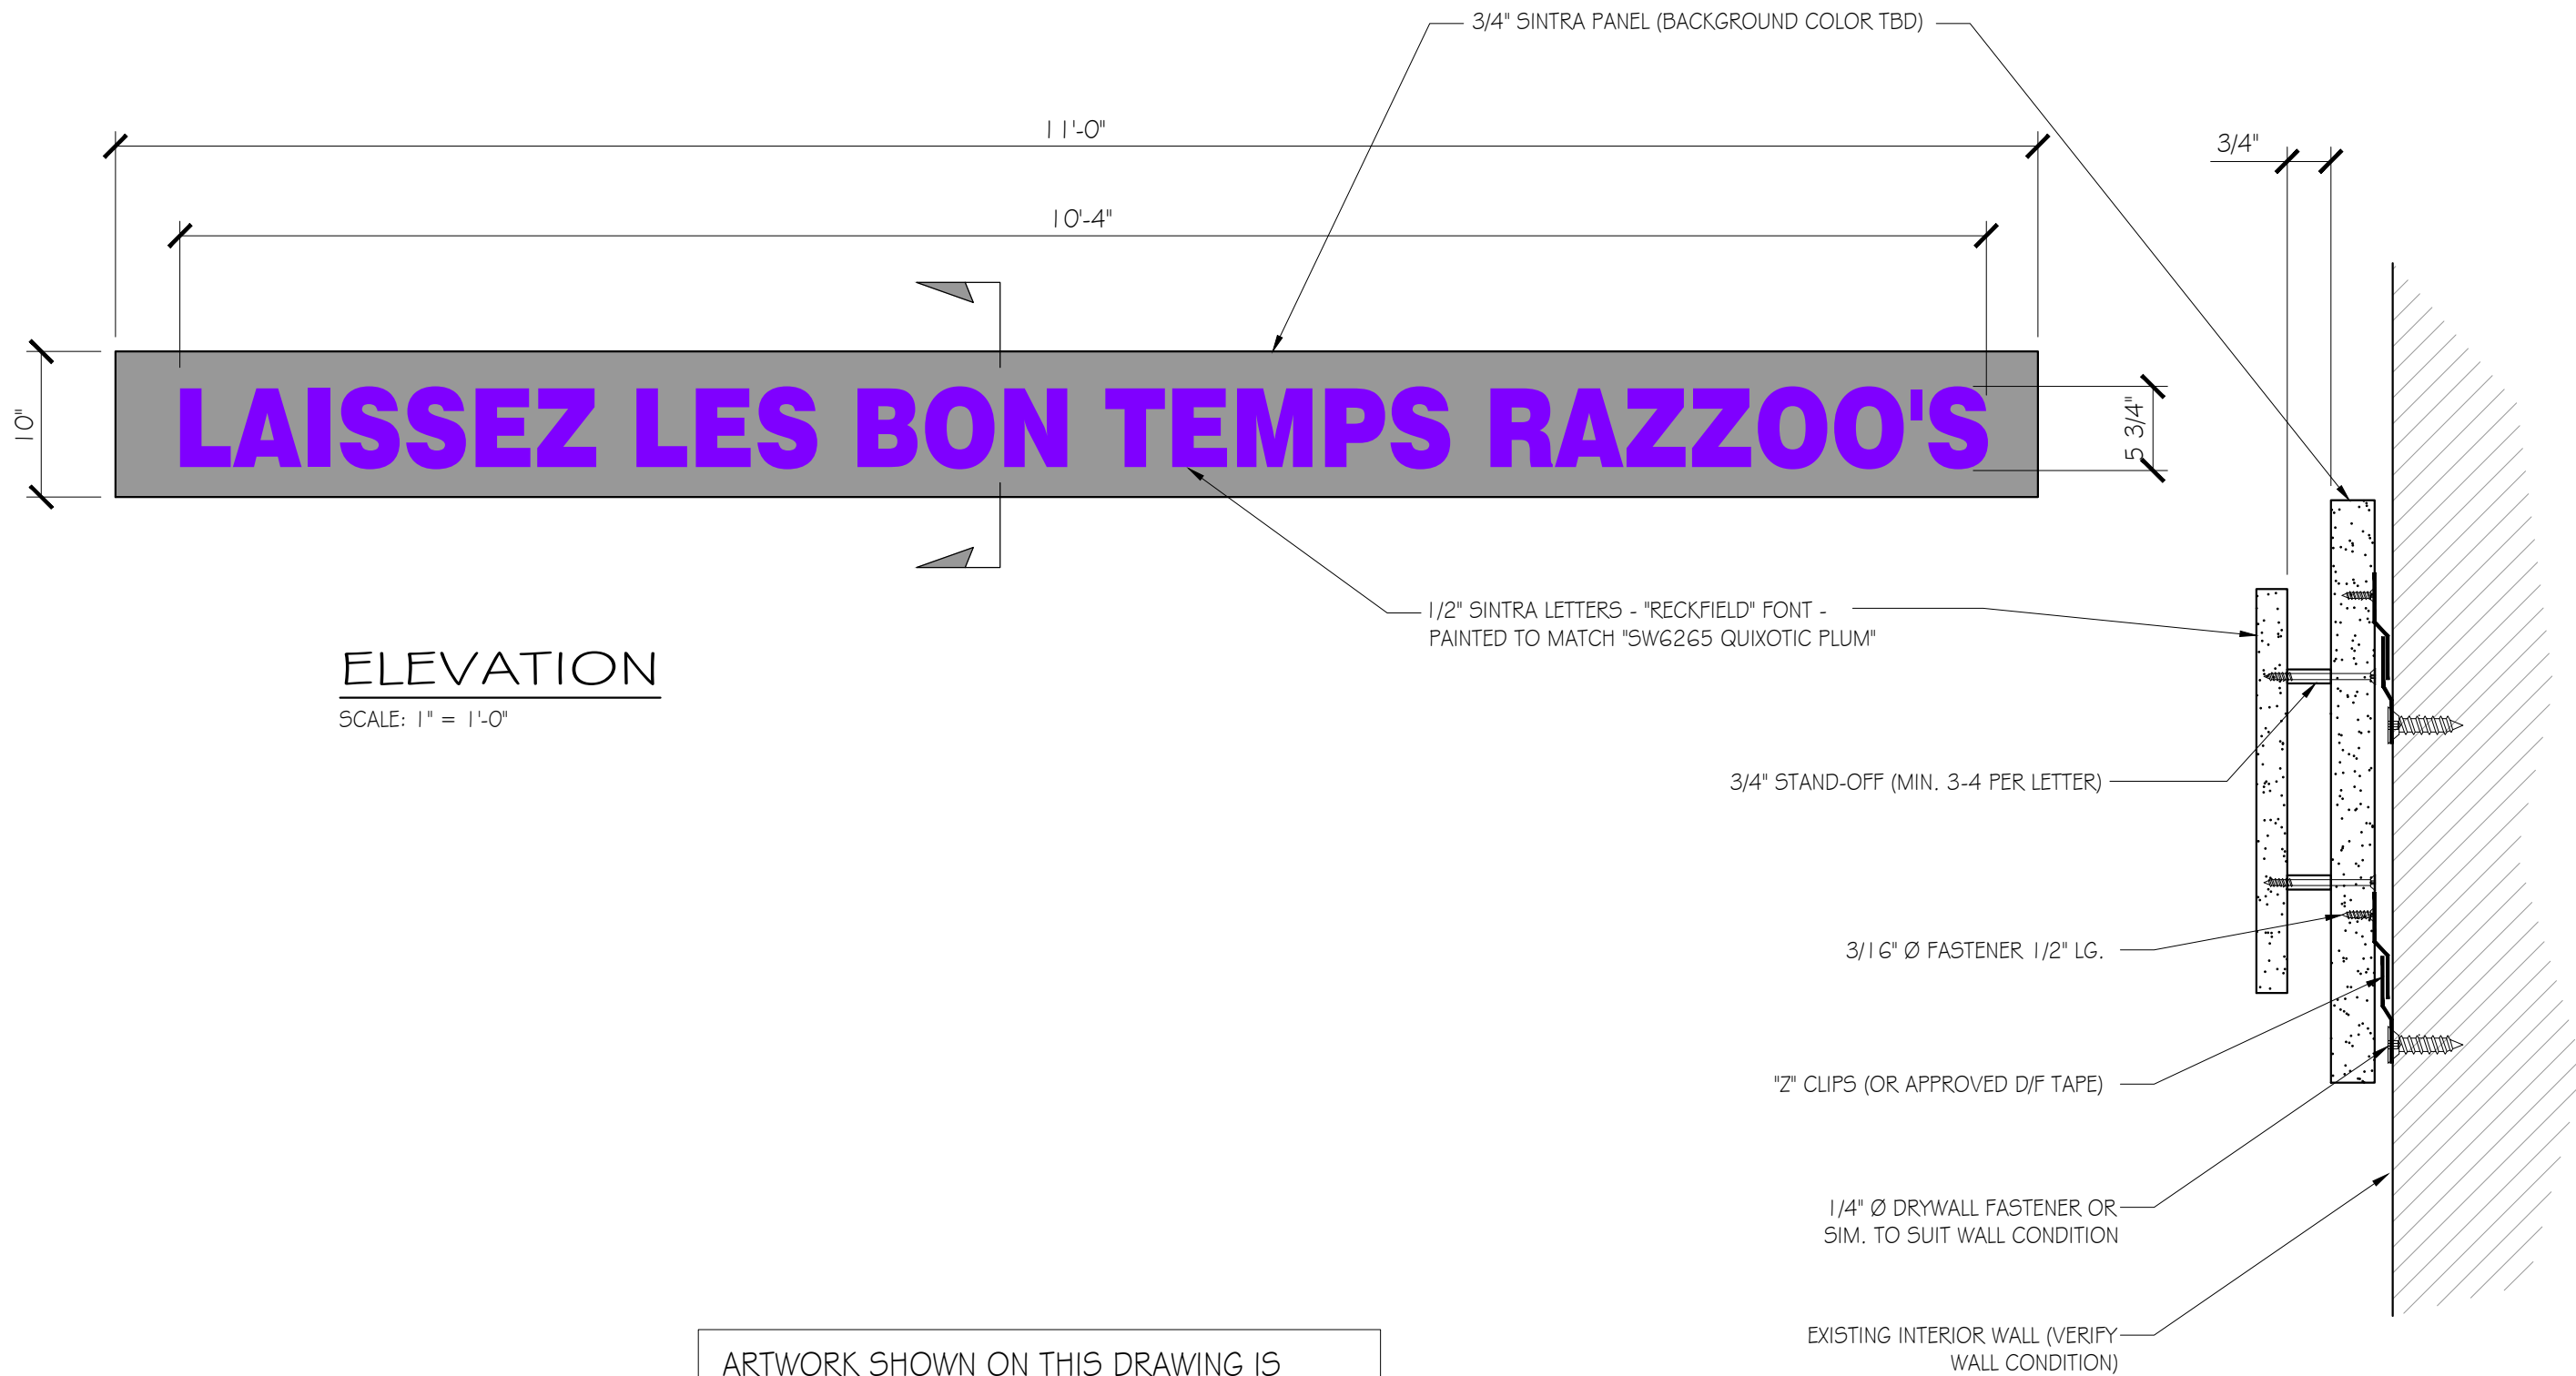 3/4" SINTRA PANEL (BACKGROUND COLOR TBD)
11'-0"
3/4"
10'-4"
10"
LAISSEZ LES BON TEMPS RAZZOO'S
5 3/4"
1/2" SINTRA LETTERS - "RECKFIELD" FONT -
PAINTED TO MATCH "SW6265 QUIXOTIC PLUM"
ELEVATION
SCALE: 1" = 1'-0"
3/4" STAND-OFF (MIN. 3-4 PER LETTER)
3/16" Ø FASTENER 1/2" LG.
"Z" CLIPS (OR APPROVED D/F TAPE)
1/4" Ø DRYWALL FASTENER OR
SIM. TO SUIT WALL CONDITION
EXISTING INTERIOR WALL (VERIFY
WALL CONDITION)
ARTWORK SHOWN ON THIS DRAWING IS